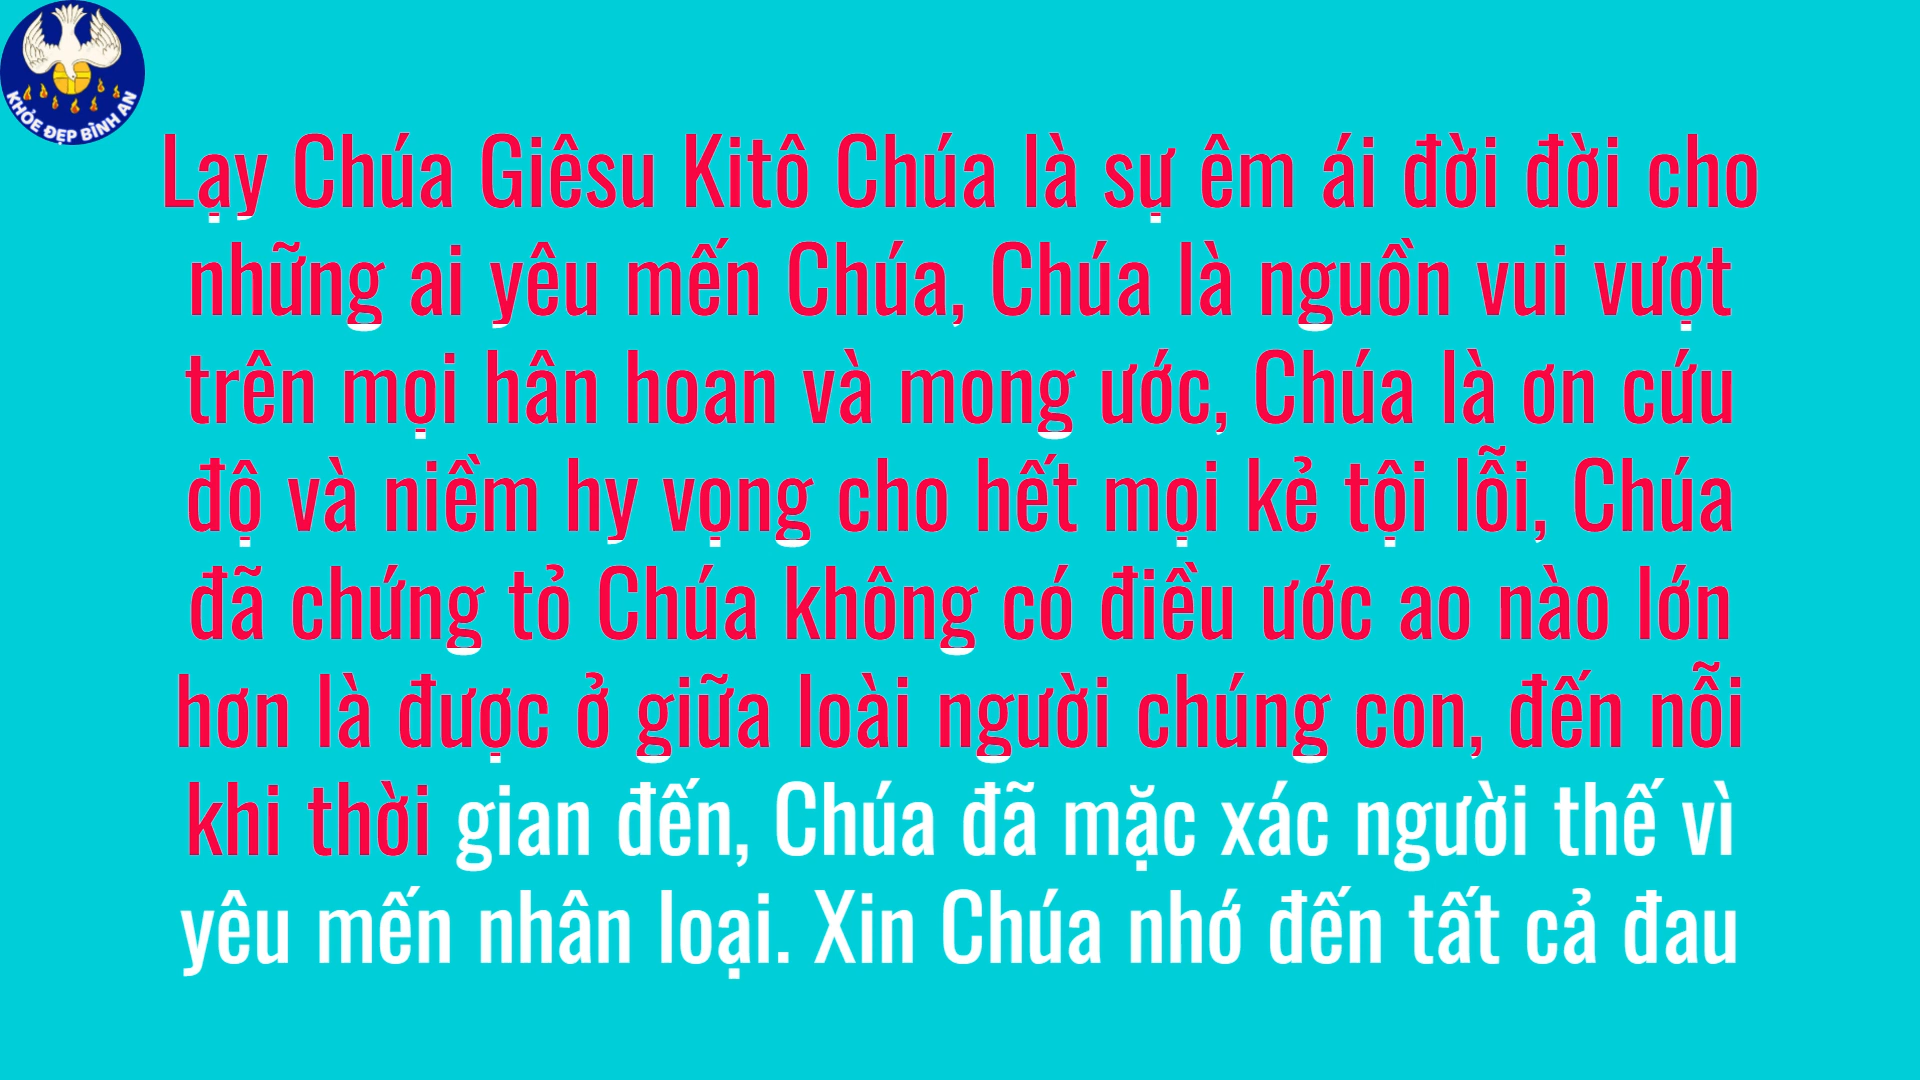 KHỎE ĐẸP BÌNH AN
Lạy Chúa Giêsu Kitô Chúa là sự êm ái đời đời cho
những ai yêu mến Chúa, Chúa là nguồn vui vượt
trên mọi hân hoan và mong ước, Chúa là ơn cứu
độ và niềm hy vọng cho hết mọi kẻ tội lỗi, Chúa
đã chứng tỏ Chúa không có điều ước ao nào lớn
hơn là được ở giữa loài người chúng con, đến nỗi
khi thời gian đến, Chúa đã mặc xác người thế vì
yêu mến nhân loại. Xin Chúa nhớ đến tất cả đau